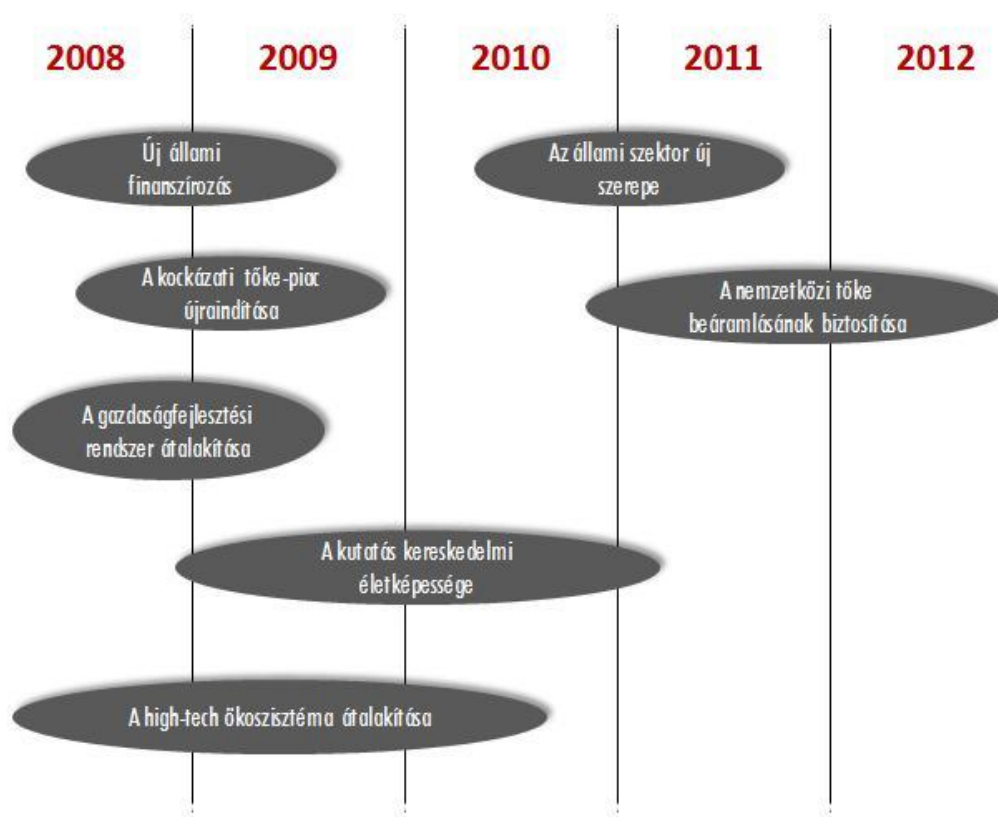 2008 2009 2010 2011 2012
Új állami
finanszírozás
Az állami szektor új
szerepe
A kockázati tőke-piac
újraindítása
A nemzetközi tőke
beáramlásának biztosítása
A gazdaságfejlesztési
rendszer átalakítása
A kutatás kereskedelmi
életképessége
A high-tech ökoszisztéma átalakítása